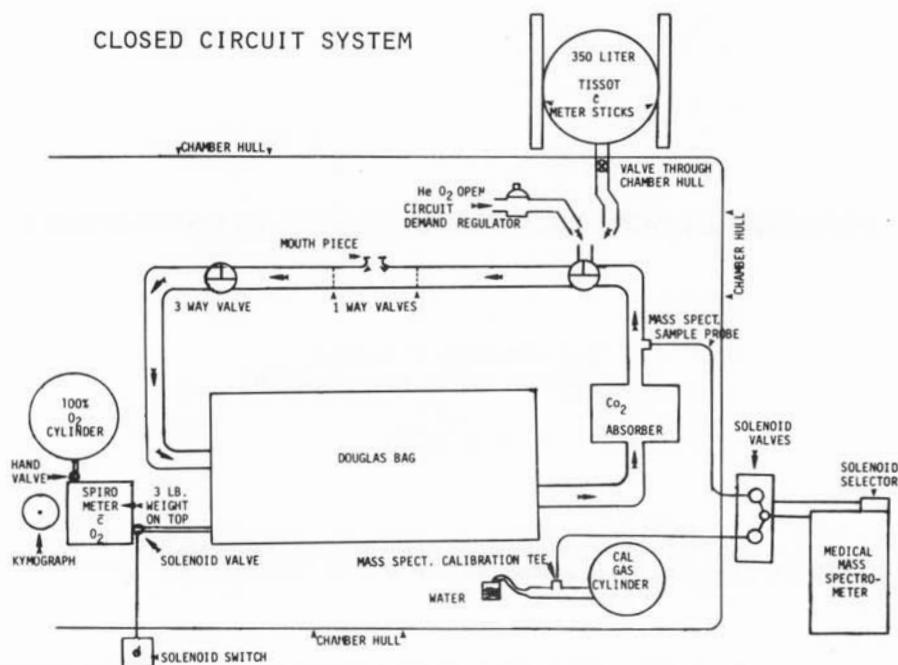 CLOSED CIRCUIT SYSTEM
350 LITER
TISSOT
c̄
METER STICKS
CHAMBER HULL
VALVE THROUGH
CHAMBER HULL
He O2 OPEN
CIRCUIT
DEMAND REGULATOR
CHAMBER HULL
MOUTH PIECE
3 WAY VALVE
1 WAY VALVES
MASS SPECT.
SAMPLE PROBE
100%
O2
CYLINDER
Co2
ABSORBER
SOLENOID
VALVES
DOUGLAS BAG
SOLENOID
SELECTOR
HAND
VALVE
SPIRO
METER
c̄
O2
3 LB.
WEIGHT
ON TOP
KYMOGRAPH
SOLENOID VALVE
MASS SPECT. CALIBRATION TEE
CAL
GAS
CYLINDER
WATER
MEDICAL
MASS
SPECTRO-
METER
CHAMBER HULL
SOLENOID SWITCH